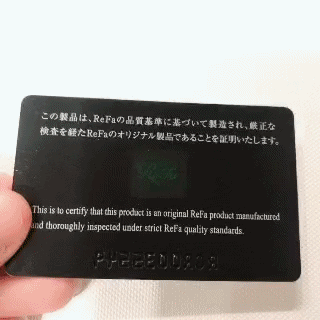 この製品は、ReFaの品質基準に基づいて製造され、厳正な
検査を経たReFaのオリジナル製品であることを証明いたします。
This is to certify that this product is an original ReFa product manufactured
and thoroughly inspected under strict ReFa quality standards.